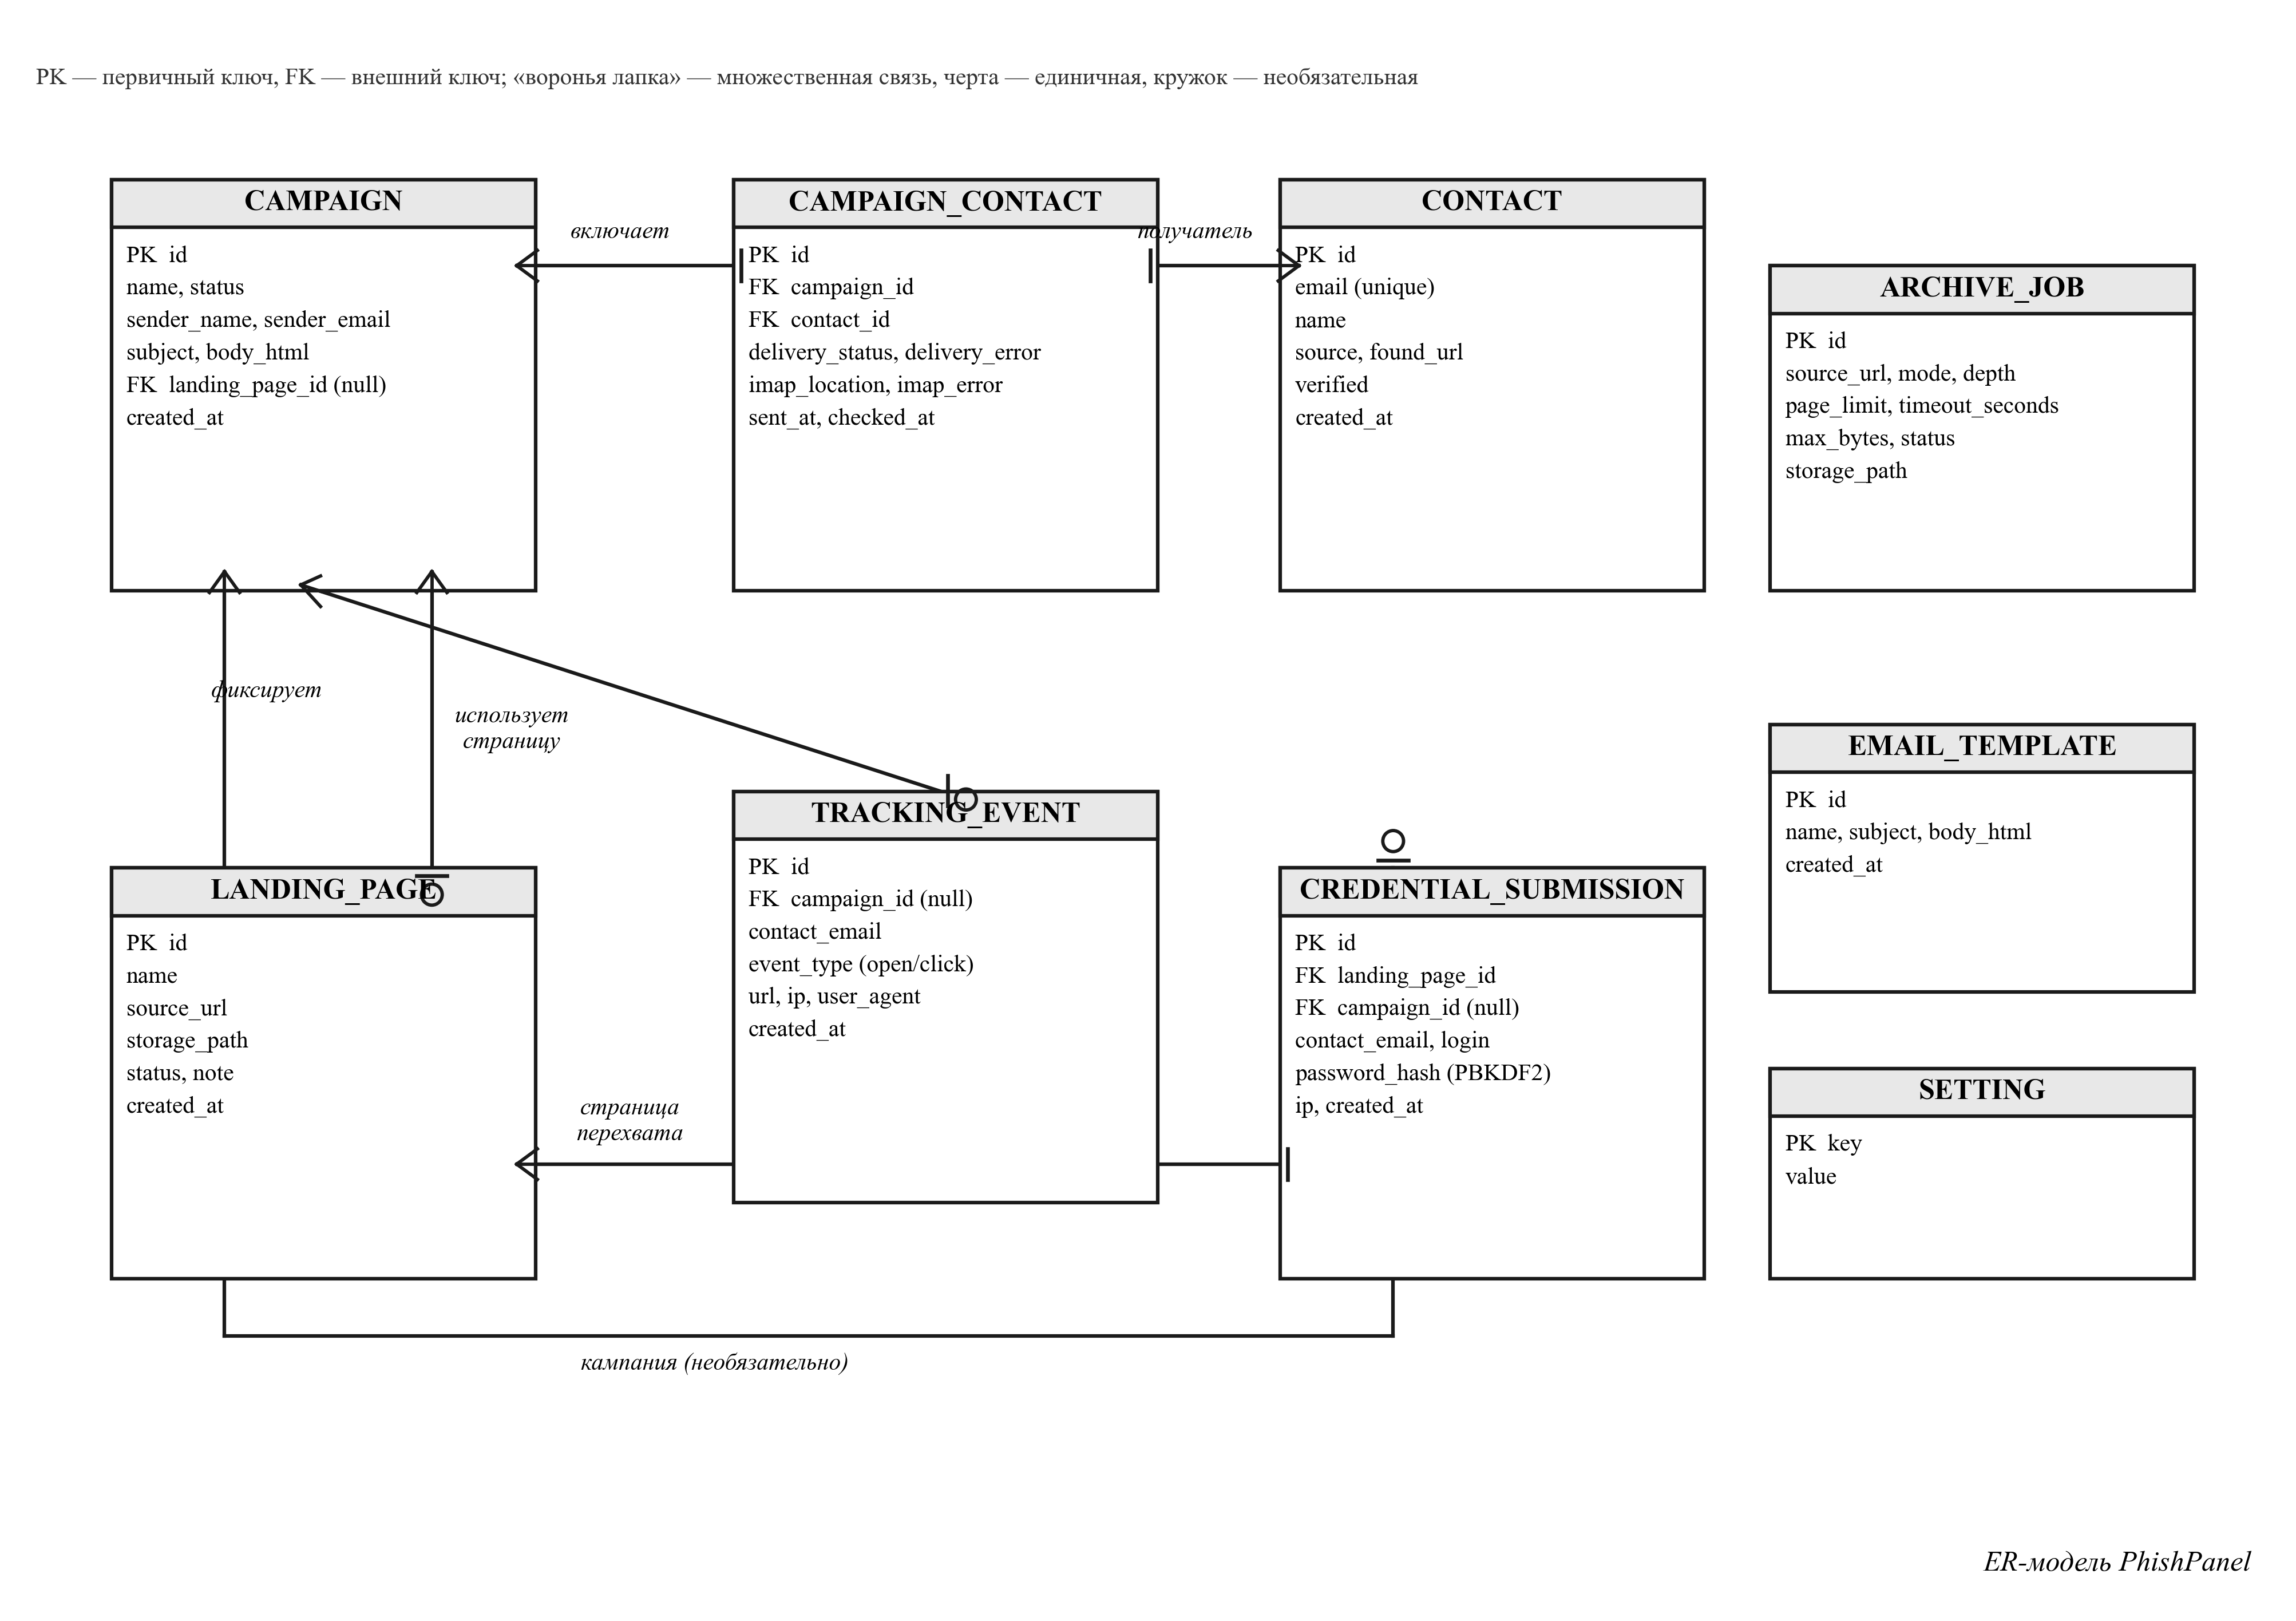 PK — первичный ключ, FK — внешний ключ; «воронья лапка» — множественная связь, черта — единичная, кружок — необязательная
CAMPAIGN
PK id
name, status
sender_name, sender_email
subject, body_html
FK landing_page_id (null)
created_at
включает
CAMPAIGN_CONTACT
PK id
FK campaign_id
FK contact_id
delivery_status, delivery_error
imap_location, imap_error
sent_at, checked_at
получатель
CONTACT
PK id
email (unique)
name
source, found_url
verified
created_at
ARCHIVE_JOB
PK id
source_url, mode, depth
page_limit, timeout_seconds
max_bytes, status
storage_path
фиксирует
использует
страницу
LANDING_PAGE
PK id
name
source_url
storage_path
status, note
created_at
страница
перехвата
TRACKING_EVENT
PK id
FK campaign_id (null)
contact_email
event_type (open/click)
url, ip, user_agent
created_at
CREDENTIAL_SUBMISSION
PK id
FK landing_page_id
FK campaign_id (null)
contact_email, login
password_hash (PBKDF2)
ip, created_at
EMAIL_TEMPLATE
PK id
name, subject, body_html
created_at
SETTING
PK key
value
кампания (необязательно)
ER-модель PhishPanel